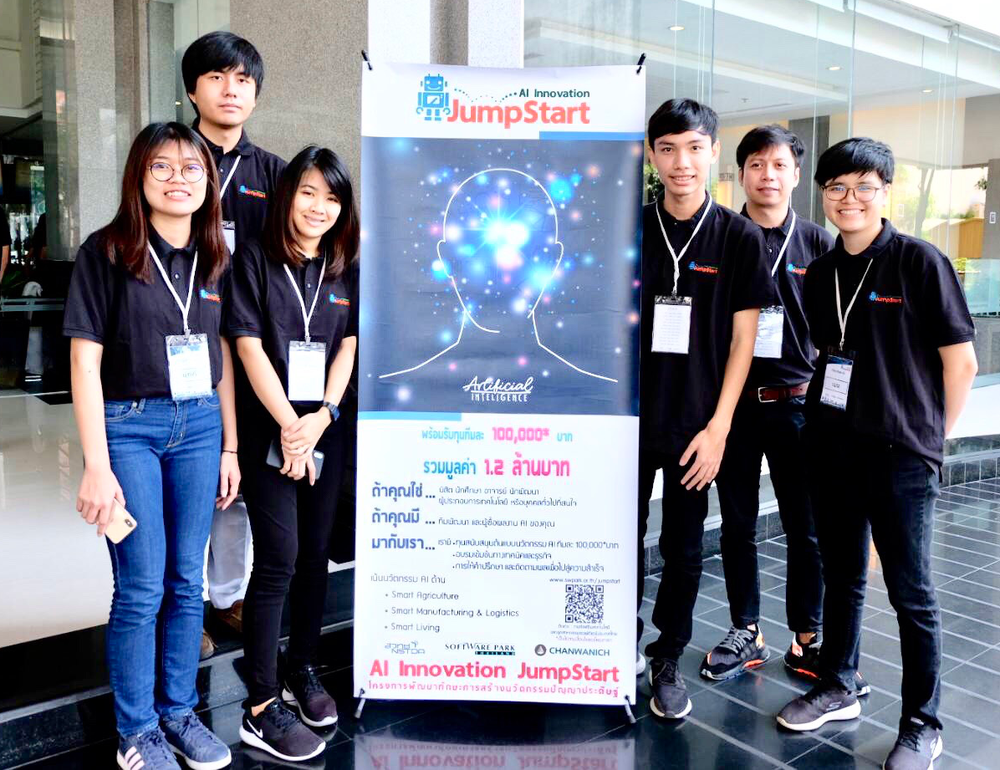 AI Innovation
JumpStart
Artificial
INTELLIGENCE
พร้อมรับทุนทีมละ 100,000* บาท
รวมมูลค่า 1.2 ล้านบาท
ถ้าคุณใช่... นิสิต นักศึกษา อาจารย์ นักพัฒนา
ผู้ประกอบการเทคโนโลยี หรือบุคคลทั่วไปที่สนใจ
ถ้าคุณมี ... ทีมพัฒนา และผู้ซื้อผลงาน AI ของคุณ
มากับเรา... เรามี •ทุนสนับสนุนต้นแบบนวัตกรรม AI ทีมละ 100,000*บาท
•อบรมเข้มข้นทางเทคนิคและธุรกิจ
•การให้คำปรึกษา และติดตามผลเพื่อไปสู่ความสำเร็จ
เน้นนวัตกรรม AI ด้าน
www.swpark.or.th/jumpstart
• Smart Agriculture
• Smart Manufacturing & Logistics
• Smart Living
สวทช NSTDA
SOFTWARE PARK
THAILAND
CHANWANICH
AI Innovation JumpStart
โครงการพัฒนาทักษะการสร้างนวัตกรรมปัญญาประดิษฐ์
JumpStart
JumpStart
JumpStart
JumpStart
JumpStart
JumpStart